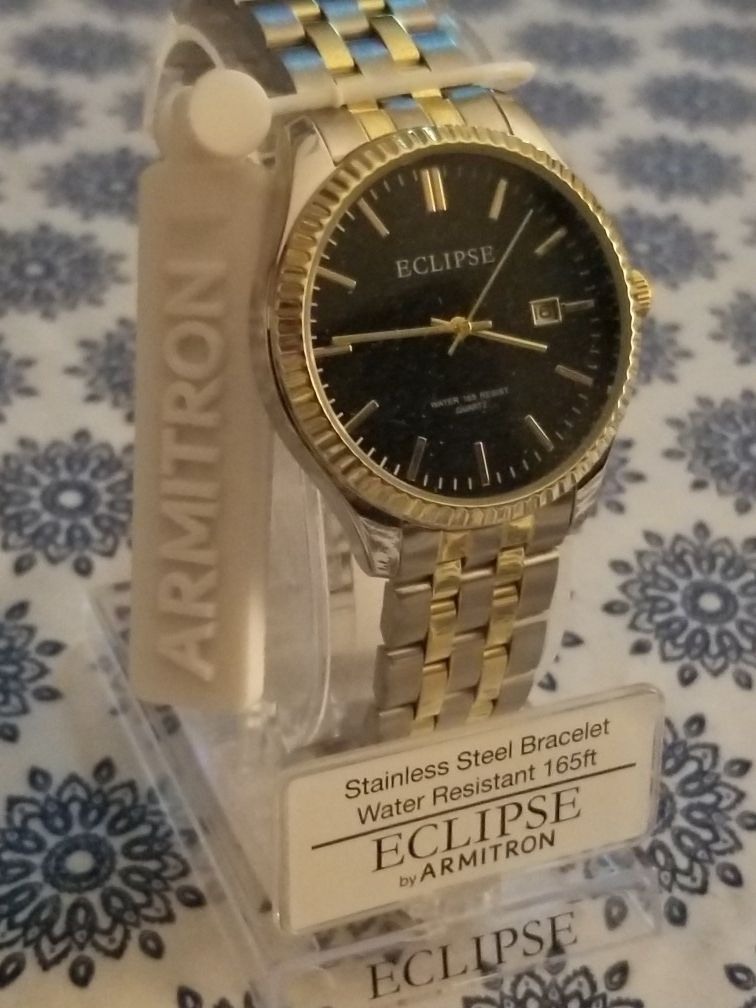 ARMITRON
ECLIPSE
WATER 165 RESIST
QUARTZ
Stainless Steel Bracelet
Water Resistant 165ft
ECLIPSE
by ARMITRON
ECLIPSE